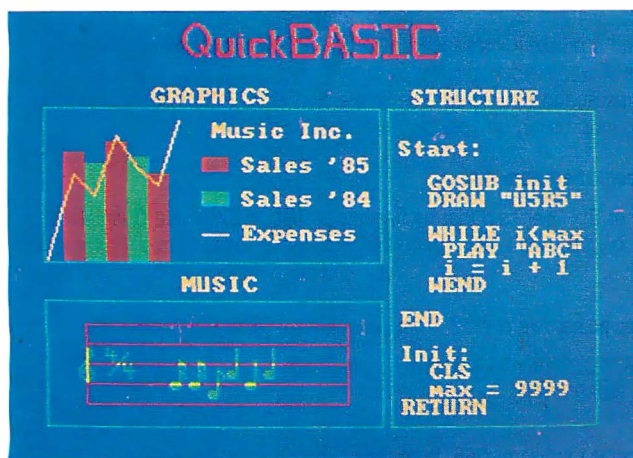 QuickBASIC
GRAPHICS
Music Inc.
Sales '85
Sales '84
Expenses
MUSIC
STRUCTURE
Start:
GOSUB init
DRAW "U5R5"
WHILE i<max
PLAY "ABC"
i = i + 1
WEND
END
Init:
CLS
max = 9999
RETURN